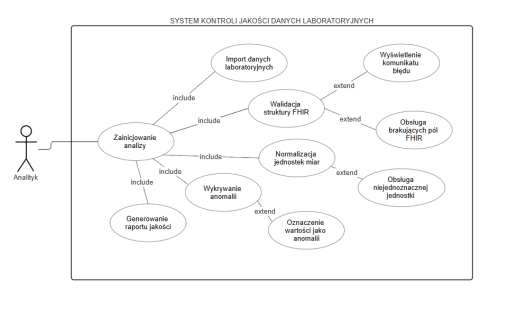 SYSTEM KONTROLI JAKOŚCI DANYCH LABORATORYJNYCH
Import danych
laboratoryjnych
Wyświetlenie
komunikatu
błędu
extend
include
Walidacja
struktury FHIR
include
extend
Obsługa
brakujących pól
FHIR
Zainicjowanie
analizy
Analityk
include
Normalizacja
jednostek miar
extend
Obsługa
niejednoznacznej
jednostki
include
include
Wykrywanie
anomalii
extend
Generowanie
raportu jakości
Oznaczenie
wartości jako
anomalii